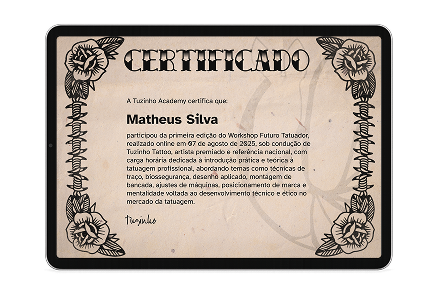 CERTIFICADO
A Tuzinho Academy certifica que:
Matheus Silva
participou da primeira edição do Workshop Futuro Tatuador,
realizado online em 07 de agosto de 2025, sob condução de
Tuzinho Tattoo, artista premiado e referência nacional, com
carga horária dedicada à introdução prática e teórica à
tatuagem profissional, abordando temas como técnicas de
traço, biossegurança, desenho aplicado, montagem de
bancada, ajustes de máquinas, posicionamento de marca e
mentalidade voltada ao desenvolvimento técnico e ético no
mercado da tatuagem.
Tuzinho